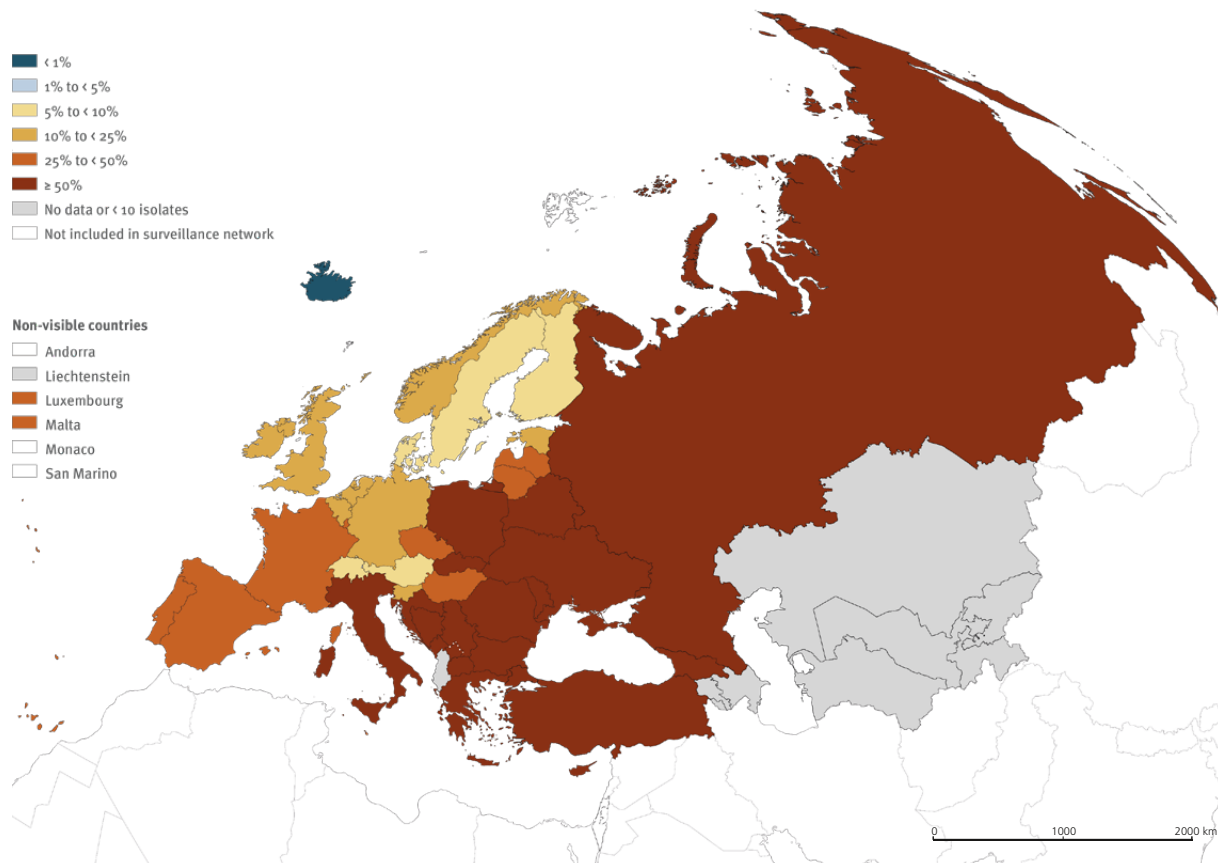 < 1%
1% to < 5%
5% to < 10%
10% to < 25%
25% to < 50%
≥ 50%
No data or < 10 isolates
Not included in surveillance network
Non-visible countries
Andorra
Liechtenstein
Luxembourg
Malta
Monaco
San Marino
0 1000 2000 km